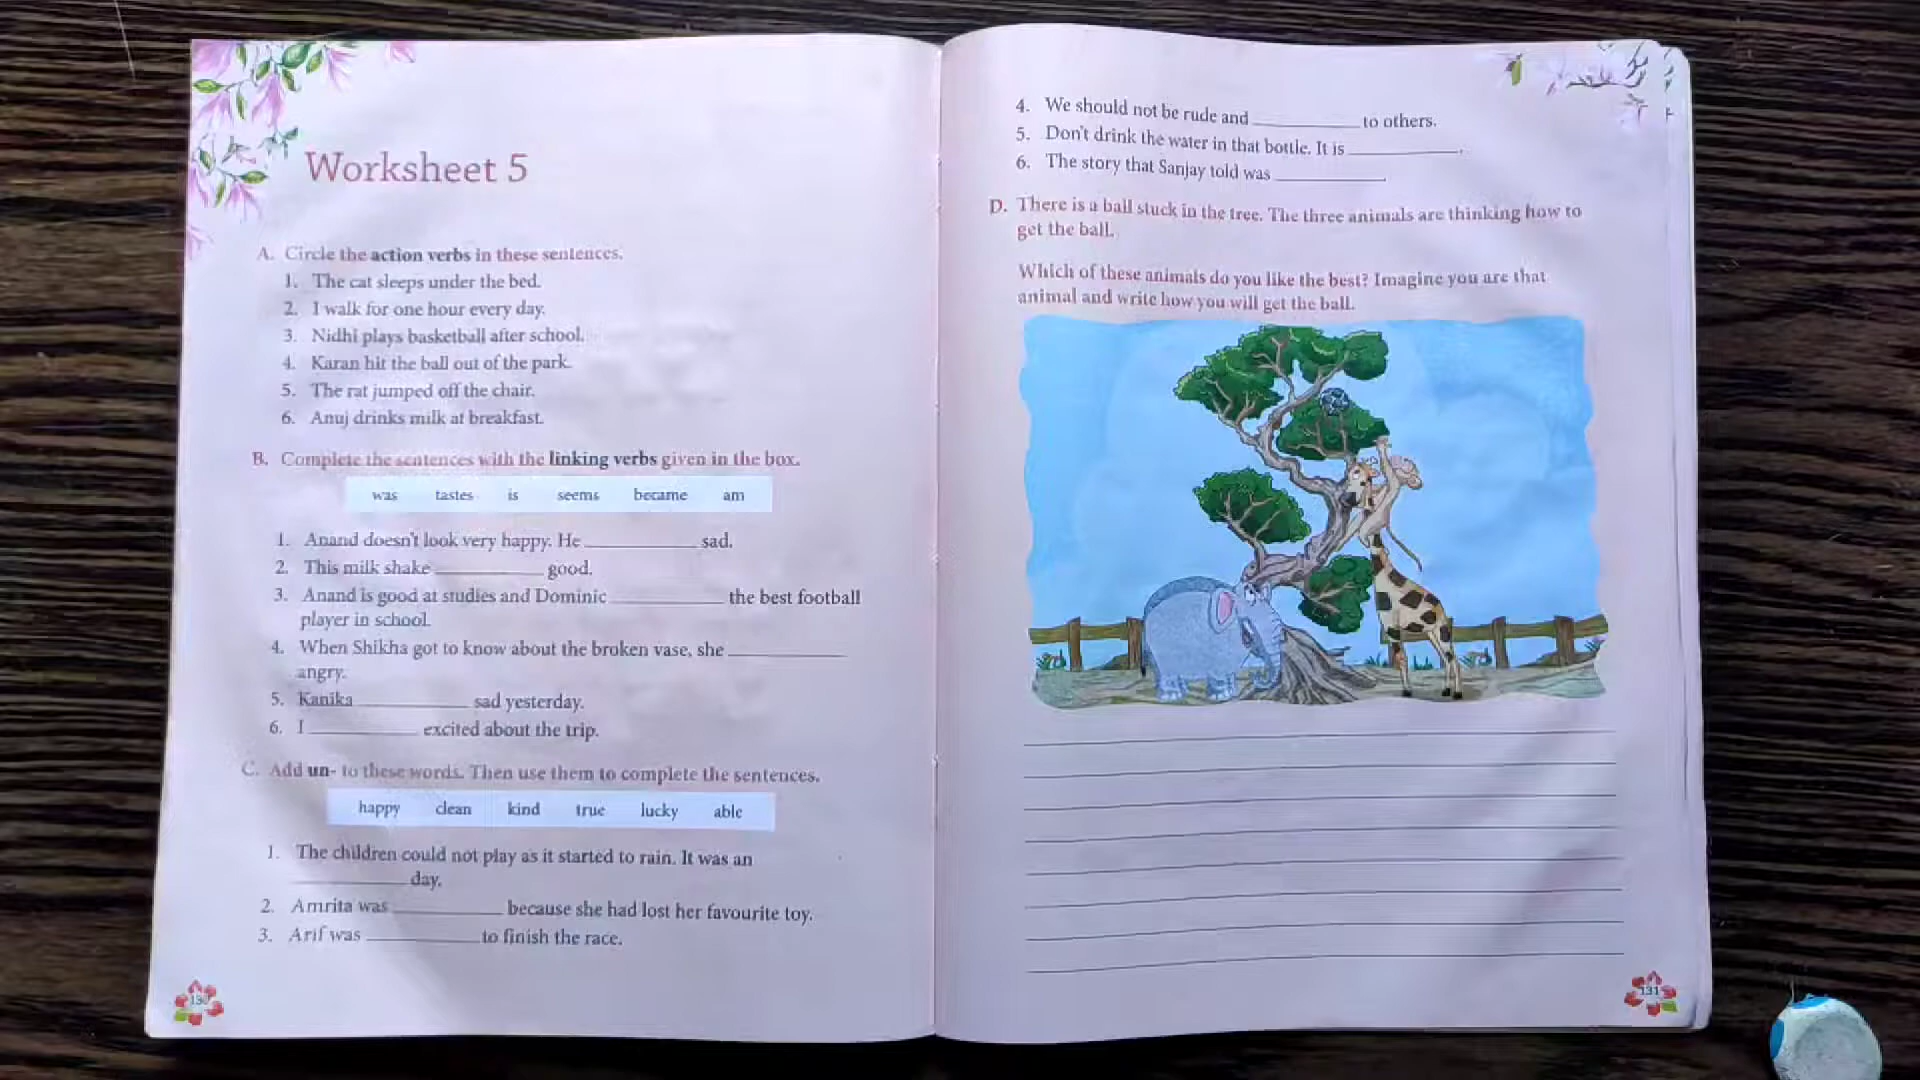 Worksheet 5
A. Circle the action verbs in these sentences.
1. The cat sleeps under the bed.
2. I walk for one hour every day.
3. Nidhi plays basketball after school.
4. Karan hit the ball out of the park.
5. The rat jumped off the chair.
6. Anuj drinks milk at breakfast.
B. Complete the sentences with the linking verbs given in the box.
was tastes is seems became am
1. Anand doesn't look very happy. He __________ sad.
2. This milk shake __________ good.
3. Anand is good at studies and Dominic __________ the best football
player in school.
4. When Shikha got to know about the broken vase, she __________
angry.
5. Kanika __________ sad yesterday.
6. I __________ excited about the trip.
C. Add un- to these words. Then use them to complete the sentences.
happy clean kind true lucky able
1. The children could not play as it started to rain. It was an
__________ day.
2. Amrita was __________ because she had lost her favourite toy.
3. Arif was __________ to finish the race.
130
4. We should not be rude and __________ to others.
5. Don't drink the water in that bottle. It is __________.
6. The story that Sanjay told was __________.
D. There is a ball stuck in the tree. The three animals are thinking how to
get the ball.
Which of these animals do you like the best? Imagine you are that
animal and write how you will get the ball.
131